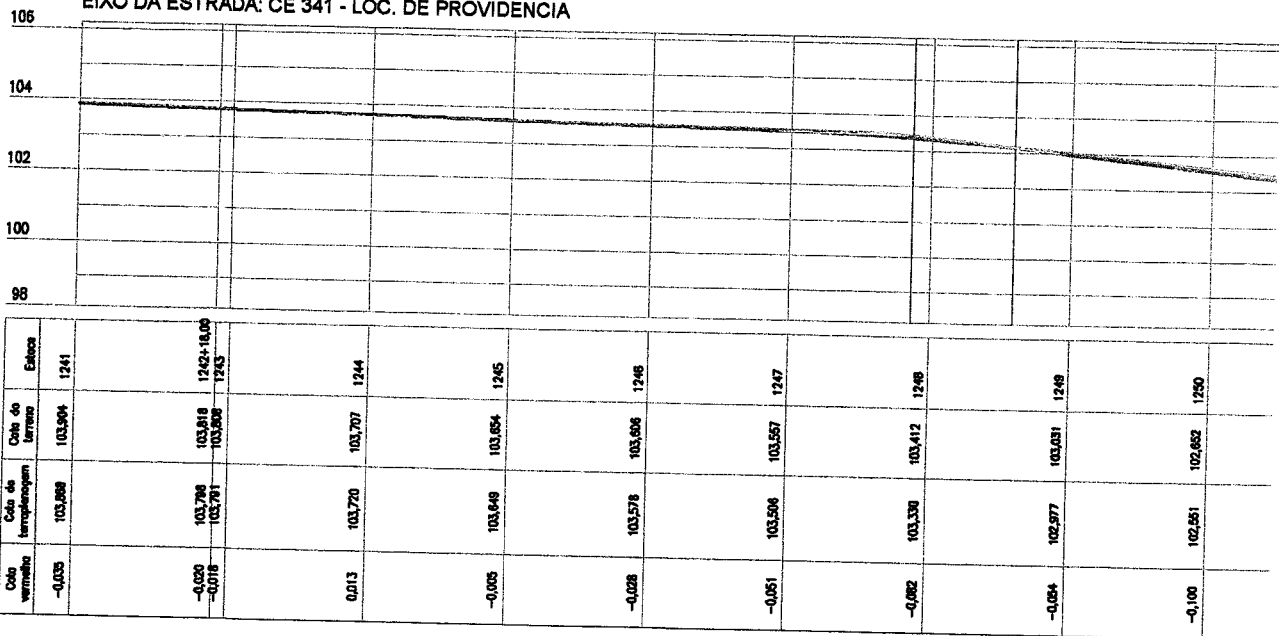 EIXO DA ESTRADA: CE 341 - LOC. DE PROVIDENCIA
106
104
102
100
98
Estaca 1241 1242+18,00 1243 1244 1245 1246 1247 1248 1249 1250
Cota do terreno 103,904 103,818 103,808 103,707 103,654 103,606 103,557 103,412 103,031 102,652
Cota de terraplenagem 103,868 103,798 103,791 103,720 103,649 103,578 103,506 103,330 102,977 102,551
Cota vermelha -0,035 -0,020 -0,018 0,013 -0,005 -0,028 -0,051 -0,082 -0,054 -0,100